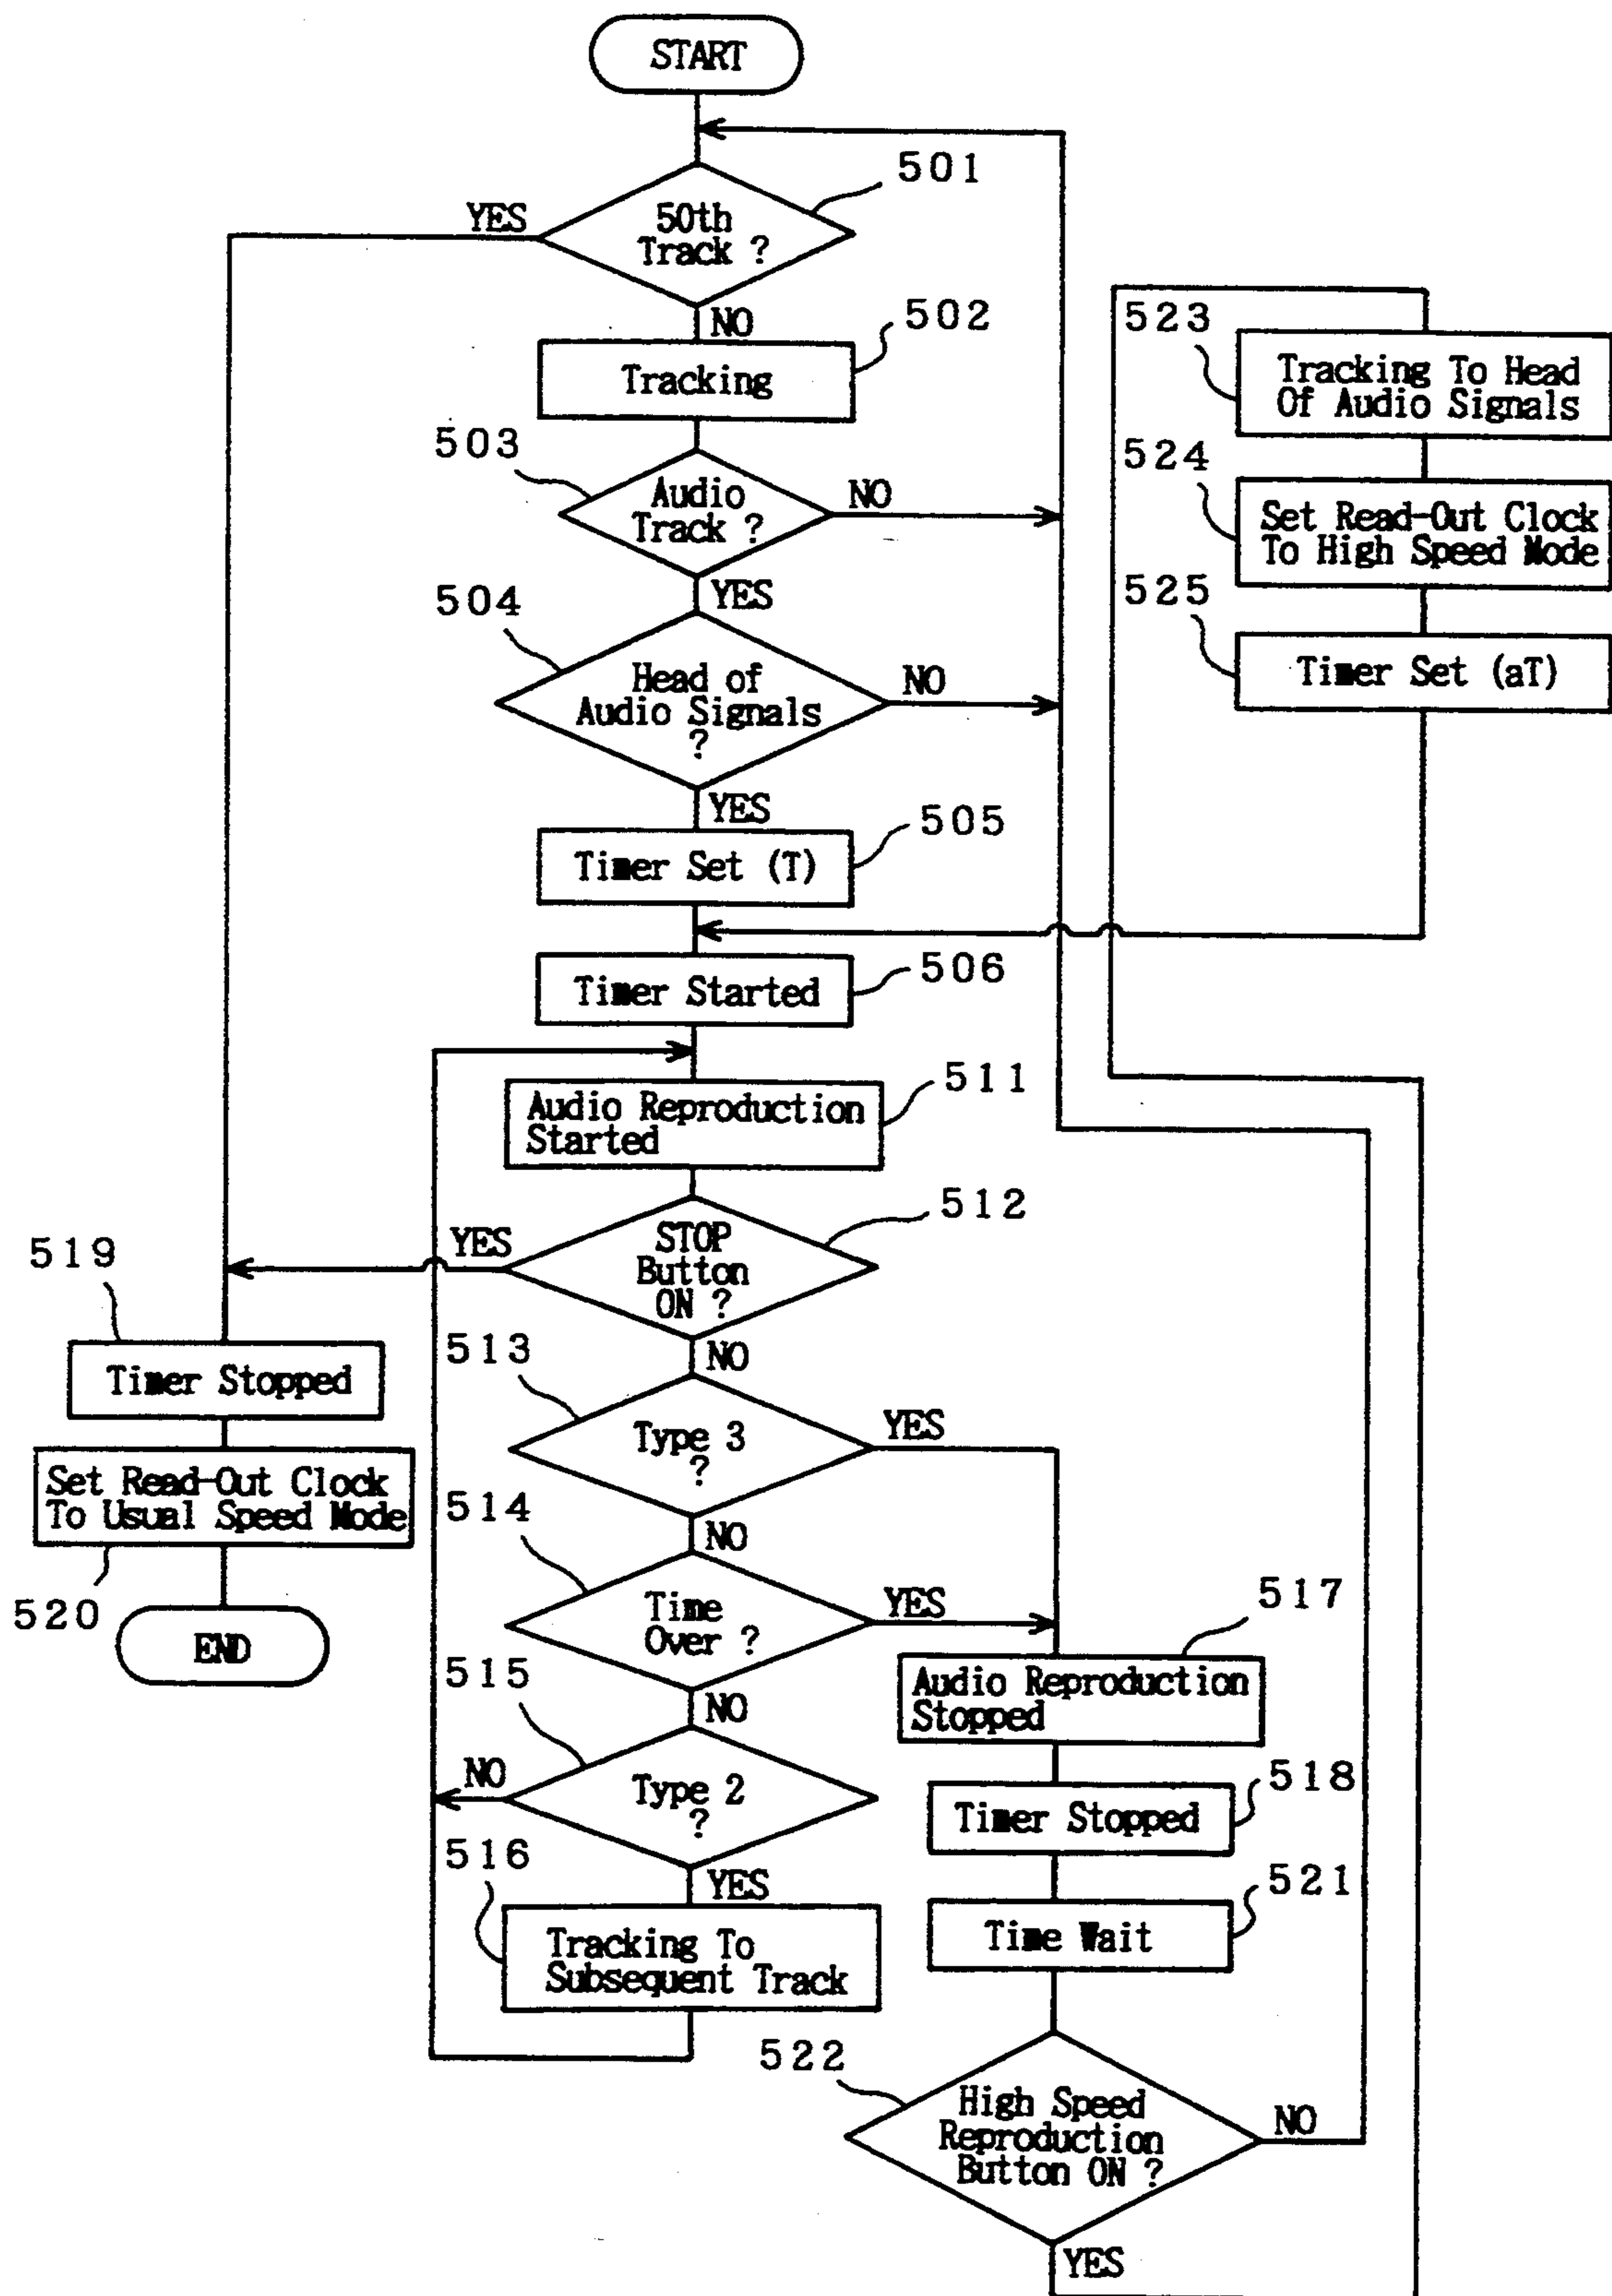 START
501
YES
50th
Track ?
NO
502
Tracking
503
Audio
Track ?
NO
YES
504
Head of
Audio Signals
?
NO
YES
505
Timer Set (T)
506
Timer Started
511
Audio Reproduction
Started
512
YES
STOP
Button
ON ?
NO
519
Timer Stopped
Set Read-Out Clock
To Usual Speed Mode
520
END
513
Type 3
?
YES
NO
514
Time
Over ?
YES
NO
515
Type 2
?
NO
YES
516
Tracking To
Subsequent Track
517
Audio Reproduction
Stopped
518
Timer Stopped
521
Time Wait
522
High Speed
Reproduction
Button ON ?
NO
YES
523
Tracking To Head
Of Audio Signals
524
Set Read-Out Clock
To High Speed Mode
525
Timer Set (aT)